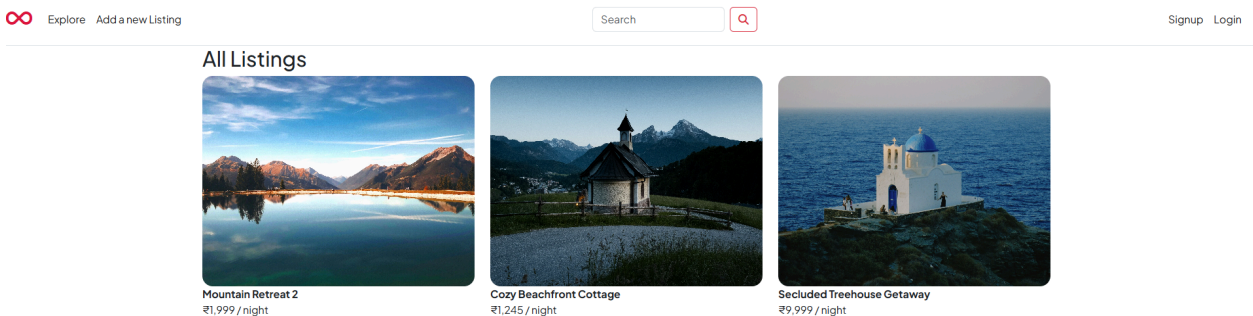 Explore Add a new Listing Search Signup Login
All Listings
Mountain Retreat 2 Cozy Beachfront Cottage Secluded Treehouse Getaway
₹1,999 / night ₹1,245 / night ₹9,999 / night